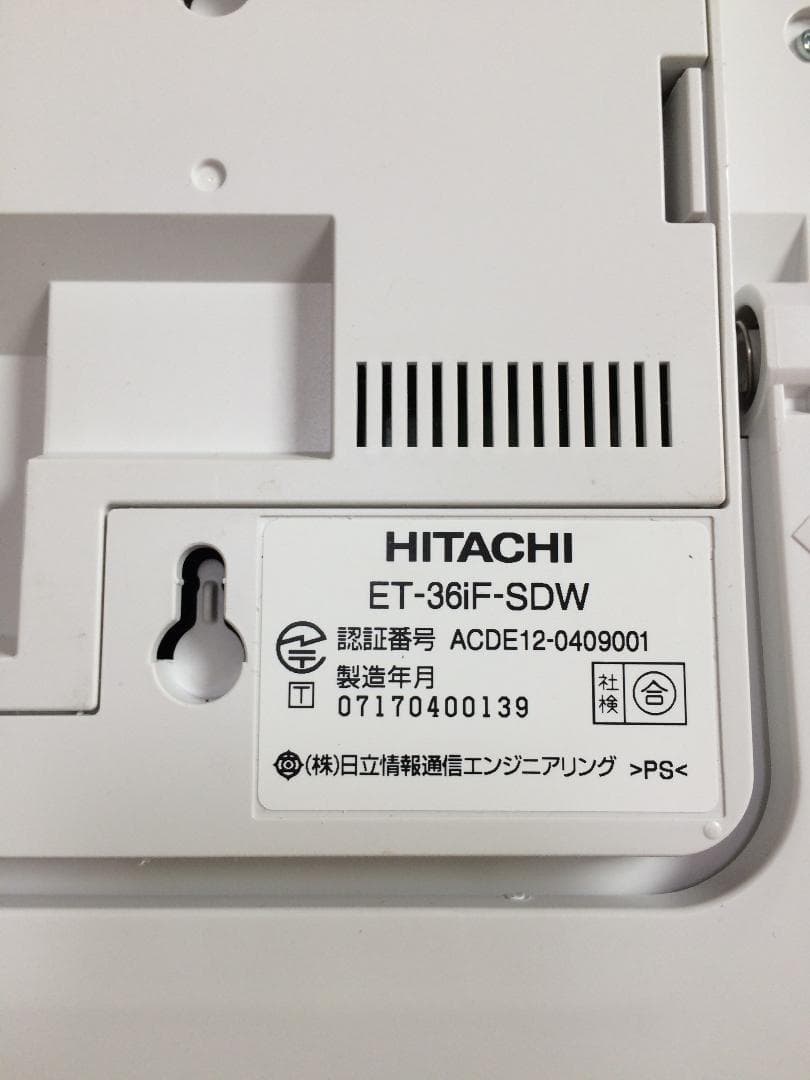 HITACHI
ET-36iF-SDW
認証番号 ACDE12-0409001
T
製造年月
07170400139
社検 合
(株)日立情報通信エンジニアリング >PS<